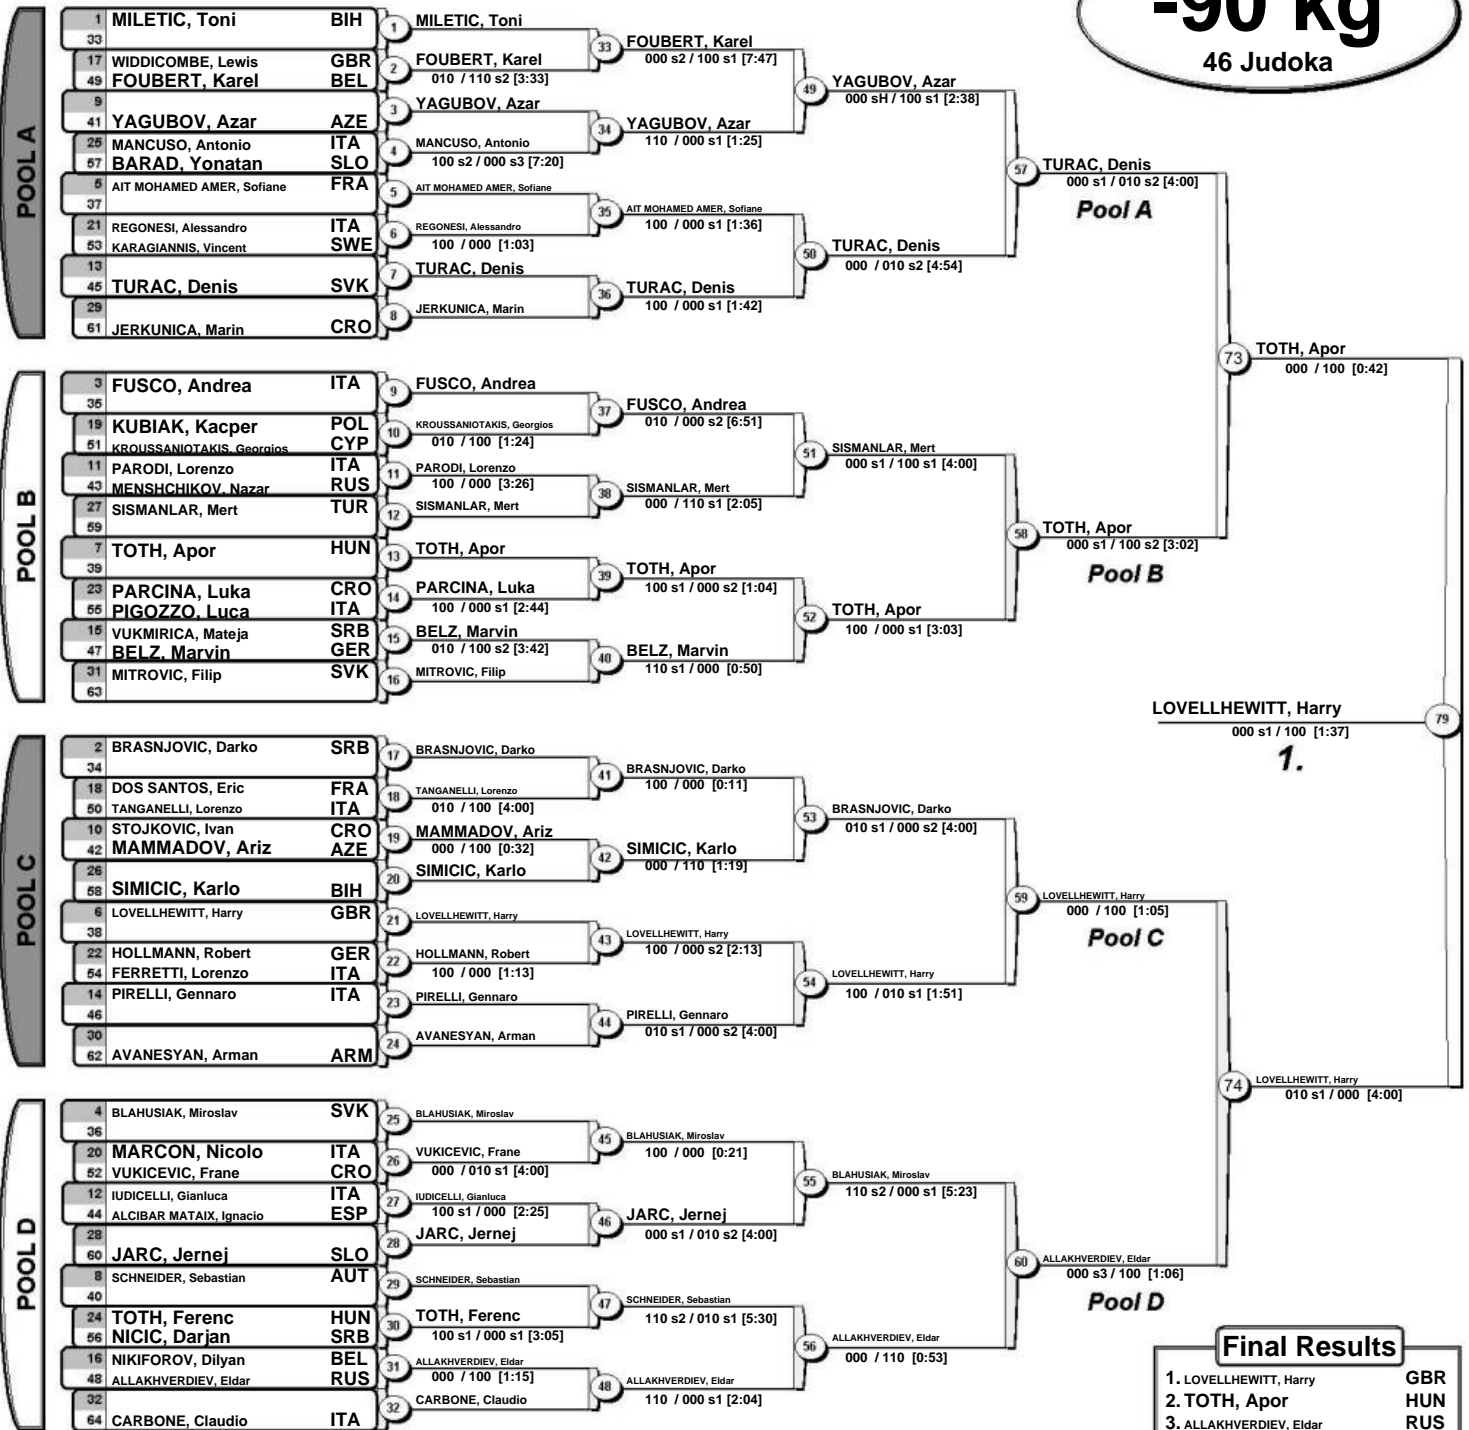 -90 kg
46 Judoka
POOL A
1 MILETIC, Toni BIH
33
17 WIDDICOMBE, Lewis GBR
49 FOUBERT, Karel BEL
9
41 YAGUBOV, Azar AZE
25 MANCUSO, Antonio ITA
57 BARAD, Yonatan SLO
5 AIT MOHAMED AMER, Sofiane FRA
37
21 REGONESI, Alessandro ITA
53 KARAGIANNIS, Vincent SWE
13
45 TURAC, Denis SVK
29
61 JERKUNICA, Marin CRO
1 MILETIC, Toni
2 FOUBERT, Karel
010 / 110 s2 [3:33]
3 YAGUBOV, Azar
4 MANCUSO, Antonio
100 s2 / 000 s3 [7:20]
5 AIT MOHAMED AMER, Sofiane
6 REGONESI, Alessandro
100 / 000 [1:03]
7 TURAC, Denis
8 JERKUNICA, Marin
33 FOUBERT, Karel
000 s2 / 100 s1 [7:47]
34 YAGUBOV, Azar
110 / 000 s1 [1:25]
35 AIT MOHAMED AMER, Sofiane
100 / 000 s1 [1:36]
36 TURAC, Denis
100 / 000 s1 [1:42]
49 YAGUBOV, Azar
000 sH / 100 s1 [2:38]
50 TURAC, Denis
000 / 010 s2 [4:54]
57 TURAC, Denis
000 s1 / 010 s2 [4:00]
Pool A
POOL B
3 FUSCO, Andrea ITA
35
19 KUBIAK, Kacper POL
51 KROUSSANIOTAKIS, Georgios CYP
11 PARODI, Lorenzo ITA
43 MENSHCHIKOV, Nazar RUS
27 SISMANLAR, Mert TUR
59
7 TOTH, Apor HUN
39
23 PARCINA, Luka CRO
55 PIGOZZO, Luca ITA
15 VUKMIRICA, Mateja SRB
47 BELZ, Marvin GER
31 MITROVIC, Filip SVK
63
9 FUSCO, Andrea
10 KROUSSANIOTAKIS, Georgios
010 / 100 [1:24]
11 PARODI, Lorenzo
100 / 000 [3:26]
12 SISMANLAR, Mert
13 TOTH, Apor
14 PARCINA, Luka
100 / 000 s1 [2:44]
15 BELZ, Marvin
010 / 100 s2 [3:42]
16 MITROVIC, Filip
37 FUSCO, Andrea
010 / 000 s2 [6:51]
38 SISMANLAR, Mert
000 / 110 s1 [2:05]
39 TOTH, Apor
100 s1 / 000 s2 [1:04]
40 BELZ, Marvin
110 s1 / 000 [0:50]
51 SISMANLAR, Mert
000 s1 / 100 s1 [4:00]
52 TOTH, Apor
100 / 000 s1 [3:03]
58 TOTH, Apor
000 s1 / 100 s2 [3:02]
Pool B
73 TOTH, Apor
000 / 100 [0:42]
LOVELLHEWITT, Harry 79
000 s1 / 100 [1:37]
1.
POOL C
2 BRASNJOVIC, Darko SRB
34
18 DOS SANTOS, Eric FRA
50 TANGANELLI, Lorenzo ITA
10 STOJKOVIC, Ivan CRO
42 MAMMADOV, Ariz AZE
26
58 SIMICIC, Karlo BIH
6 LOVELLHEWITT, Harry GBR
38
22 HOLLMANN, Robert GER
54 FERRETTI, Lorenzo ITA
14 PIRELLI, Gennaro ITA
46
30
62 AVANESYAN, Arman ARM
17 BRASNJOVIC, Darko
18 TANGANELLI, Lorenzo
010 / 100 [4:00]
19 MAMMADOV, Ariz
000 / 100 [0:32]
20 SIMICIC, Karlo
21 LOVELLHEWITT, Harry
22 HOLLMANN, Robert
100 / 000 [1:13]
23 PIRELLI, Gennaro
24 AVANESYAN, Arman
41 BRASNJOVIC, Darko
100 / 000 [0:11]
42 SIMICIC, Karlo
000 / 110 [1:19]
43 LOVELLHEWITT, Harry
100 / 000 s2 [2:13]
44 PIRELLI, Gennaro
010 s1 / 000 s2 [4:00]
53 BRASNJOVIC, Darko
010 s1 / 000 s2 [4:00]
54 LOVELLHEWITT, Harry
100 / 010 s1 [1:51]
59 LOVELLHEWITT, Harry
000 / 100 [1:05]
Pool C
74 LOVELLHEWITT, Harry
010 s1 / 000 [4:00]
POOL D
4 BLAHUSIAK, Miroslav SVK
36
20 MARCON, Nicolo ITA
52 VUKICEVIC, Frane CRO
12 IUDICELLI, Gianluca ITA
44 ALCIBAR MATAIX, Ignacio ESP
28
60 JARC, Jernej SLO
8 SCHNEIDER, Sebastian AUT
40
24 TOTH, Ferenc HUN
56 NICIC, Darjan SRB
16 NIKIFOROV, Dilyan BEL
48 ALLAKHVERDIEV, Eldar RUS
32
64 CARBONE, Claudio ITA
25 BLAHUSIAK, Miroslav
26 VUKICEVIC, Frane
000 / 010 s1 [4:00]
27 IUDICELLI, Gianluca
100 s1 / 000 [2:25]
28 JARC, Jernej
29 SCHNEIDER, Sebastian
30 TOTH, Ferenc
100 s1 / 000 s1 [3:05]
31 ALLAKHVERDIEV, Eldar
000 / 100 [1:15]
32 CARBONE, Claudio
45 BLAHUSIAK, Miroslav
100 / 000 [0:21]
46 JARC, Jernej
000 s1 / 010 s2 [4:00]
47 SCHNEIDER, Sebastian
110 s2 / 010 s1 [5:30]
48 ALLAKHVERDIEV, Eldar
110 / 000 s1 [2:04]
55 BLAHUSIAK, Miroslav
110 s2 / 000 s1 [5:23]
56 ALLAKHVERDIEV, Eldar
000 / 110 [0:53]
60 ALLAKHVERDIEV, Eldar
000 s3 / 100 [1:06]
Pool D
Final Results
1. LOVELLHEWITT, Harry GBR
2. TOTH, Apor HUN
3. ALLAKHVERDIEV, Eldar RUS